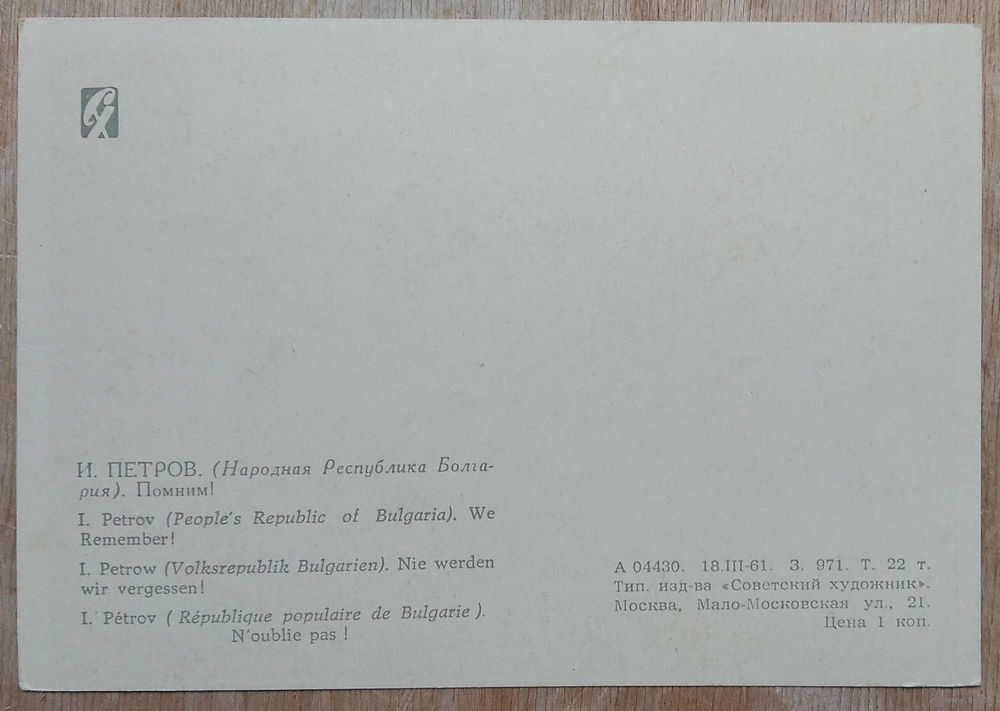 СХ
И. ПЕТРОВ. (Народная Республика Болга-
рия). Помним!
I. Petrov (People's Republic of Bulgaria). We
Remember!
I. Petrow (Volksrepublik Bulgarien). Nie werden
wir vergessen!
I. Pétrov ( République populaire de Bulgarie ).
N'oublie pas !
А 04430. 18.III-61. З. 971. Т. 22 т.
Тип. изд-ва «Советский художник».
Москва, Мало-Московская ул., 21.
Цена 1 коп.